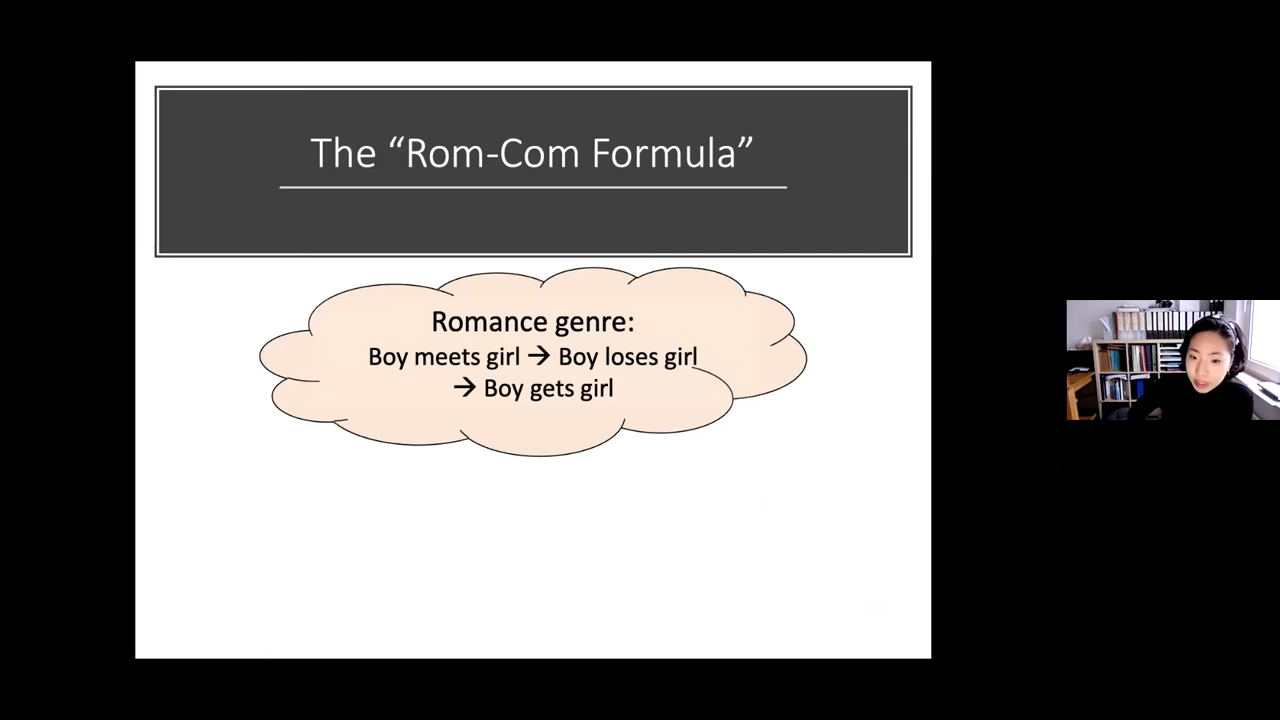 The “Rom-Com Formula”
Romance genre:
Boy meets girl → Boy loses girl
→ Boy gets girl